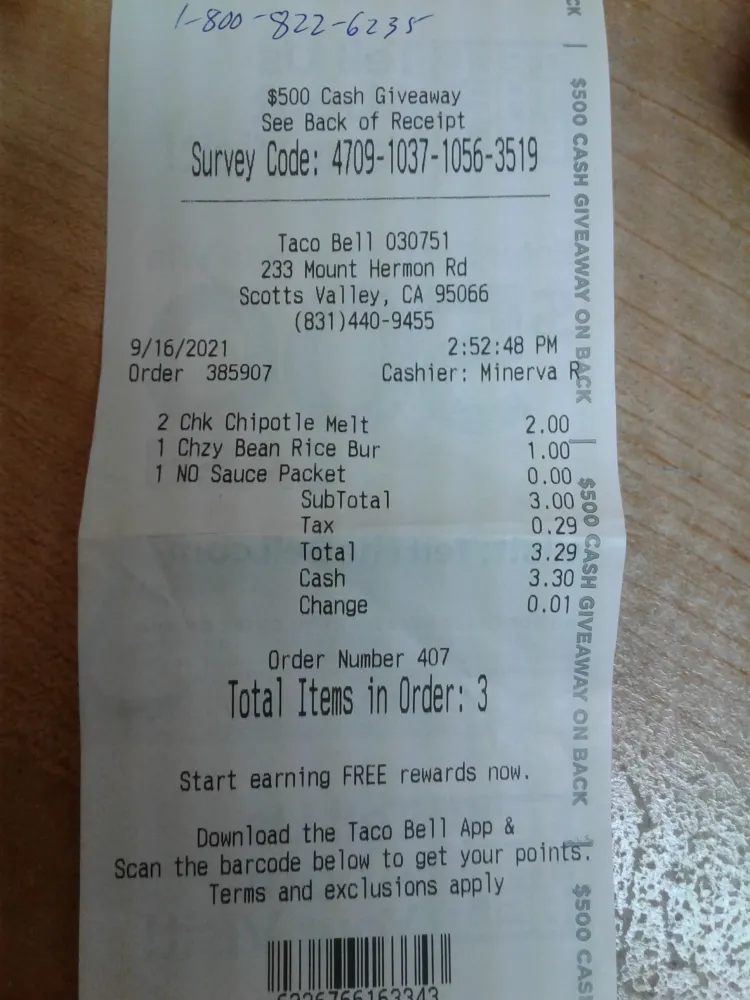 1-800-822-6235
$500 Cash Giveaway
See Back of Receipt
Survey Code: 4709-1037-1056-3519
Taco Bell 030751
233 Mount Hermon Rd
Scotts Valley, CA 95066
(831)440-9455
9/16/2021 2:52:48 PM
Order 385907 Cashier: Minerva R
2 Chk Chipotle Melt 2.00
1 Chzy Bean Rice Bur 1.00
1 NO Sauce Packet 0.00
SubTotal 3.00
Tax 0.29
Total 3.29
Cash 3.30
Change 0.01
Order Number 407
Total Items in Order: 3
Start earning FREE rewards now.
Download the Taco Bell App &
Scan the barcode below to get your points.
Terms and exclusions apply
CK | $500 CASH GIVEAWAY ON BACK | $500 CASH GIVEAWAY ON BACK | $500 CAS